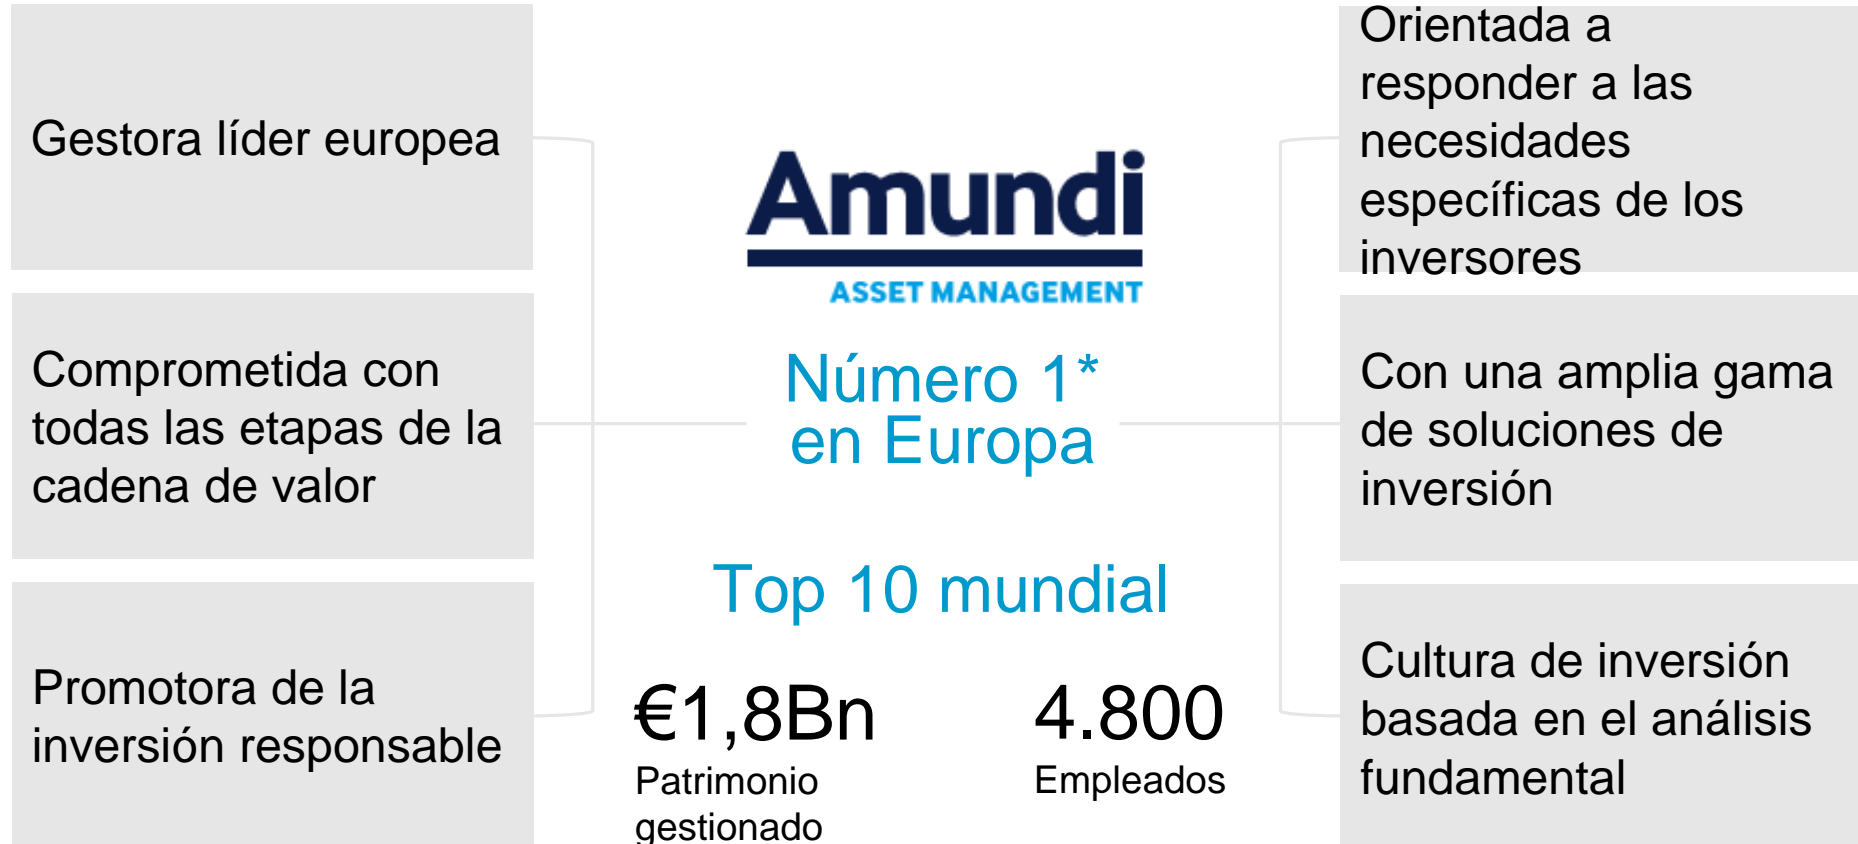 Gestora líder europea
Comprometida con
todas las etapas de la
cadena de valor
Promotora de la
inversión responsable
Amundi
ASSET MANAGEMENT
Número 1*
en Europa
Top 10 mundial
€1,8Bn
Patrimonio
gestionado
4.800
Empleados
Orientada a
responder a las
necesidades
específicas de los
inversores
Con una amplia gama
de soluciones de
inversión
Cultura de inversión
basada en el análisis
fundamental